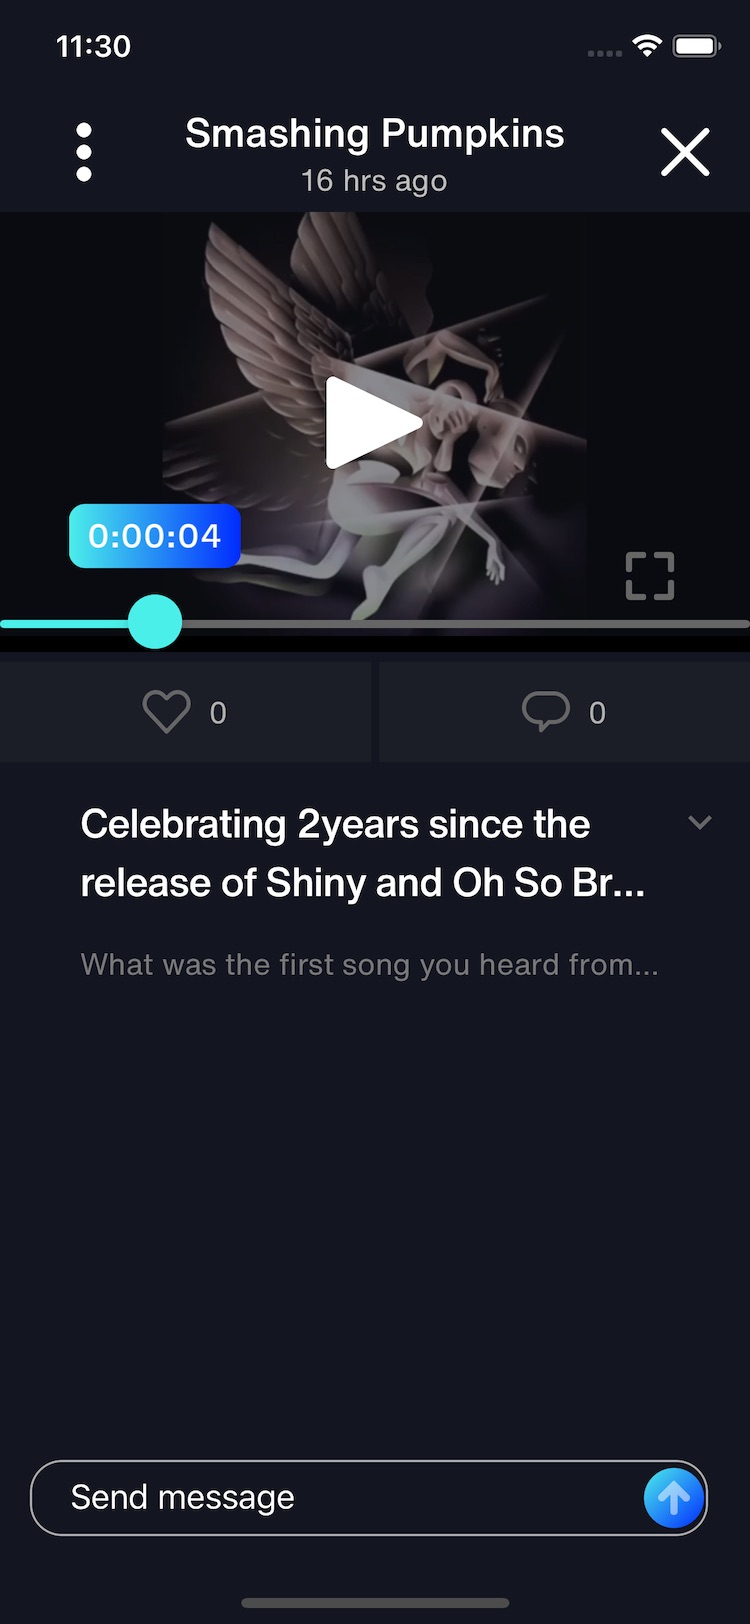 11:30
Smashing Pumpkins
16 hrs ago
0:00:04
0
0
Celebrating 2years since the
release of Shiny and Oh So Br...
What was the first song you heard from...
Send message